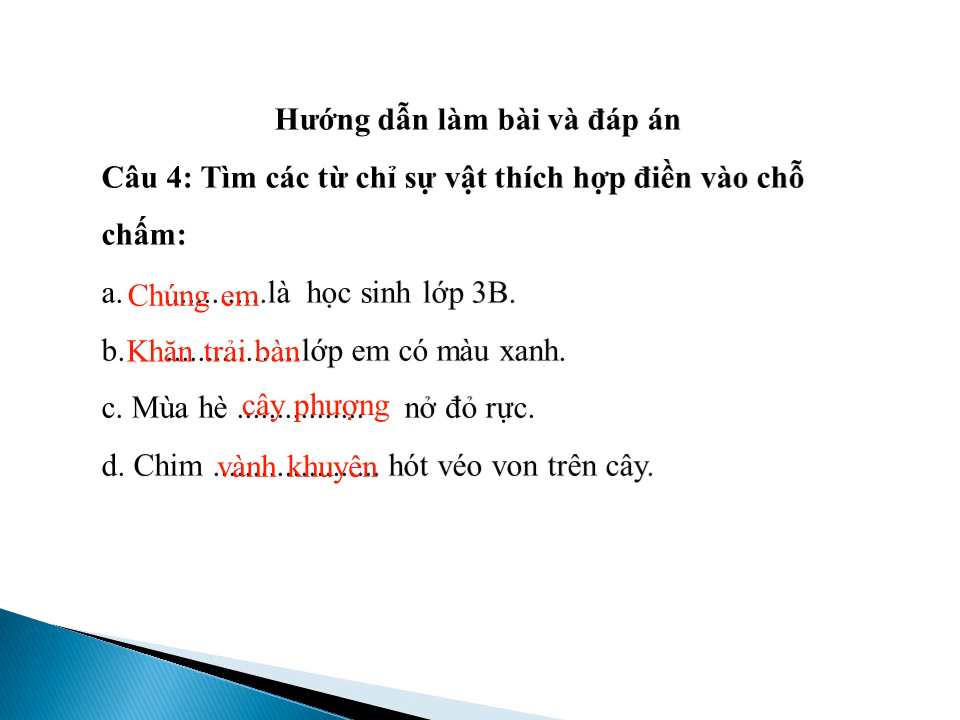 Hướng dẫn làm bài và đáp án
Câu 4: Tìm các từ chỉ sự vật thích hợp điền vào chỗ
chấm:
a. Chúng em...........là học sinh lớp 3B.
b. Khăn trải bàn................lớp em có màu xanh.
c. Mùa hè ................ cây phượng nở đỏ rực.
d. Chim ..................... vành khuyên hót véo von trên cây.